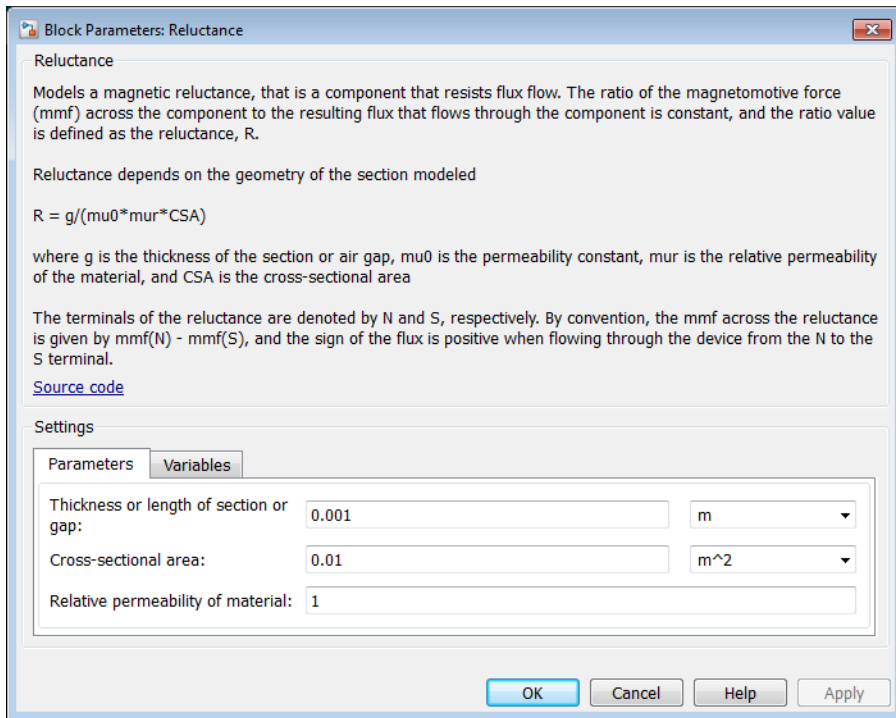 Block Parameters: Reluctance
Reluctance
Models a magnetic reluctance, that is a component that resists flux flow. The ratio of the magnetomotive force
(mmf) across the component to the resulting flux that flows through the component is constant, and the ratio value
is defined as the reluctance, R.
Reluctance depends on the geometry of the section modeled
R = g/(mu0*mur*CSA)
where g is the thickness of the section or air gap, mu0 is the permeability constant, mur is the relative permeability
of the material, and CSA is the cross-sectional area
The terminals of the reluctance are denoted by N and S, respectively. By convention, the mmf across the reluctance
is given by mmf(N) - mmf(S), and the sign of the flux is positive when flowing through the device from the N to the
S terminal.
Source code
Settings
Parameters Variables
Thickness or length of section or
gap: 0.001 m
Cross-sectional area: 0.01 m^2
Relative permeability of material: 1
OK Cancel Help Apply